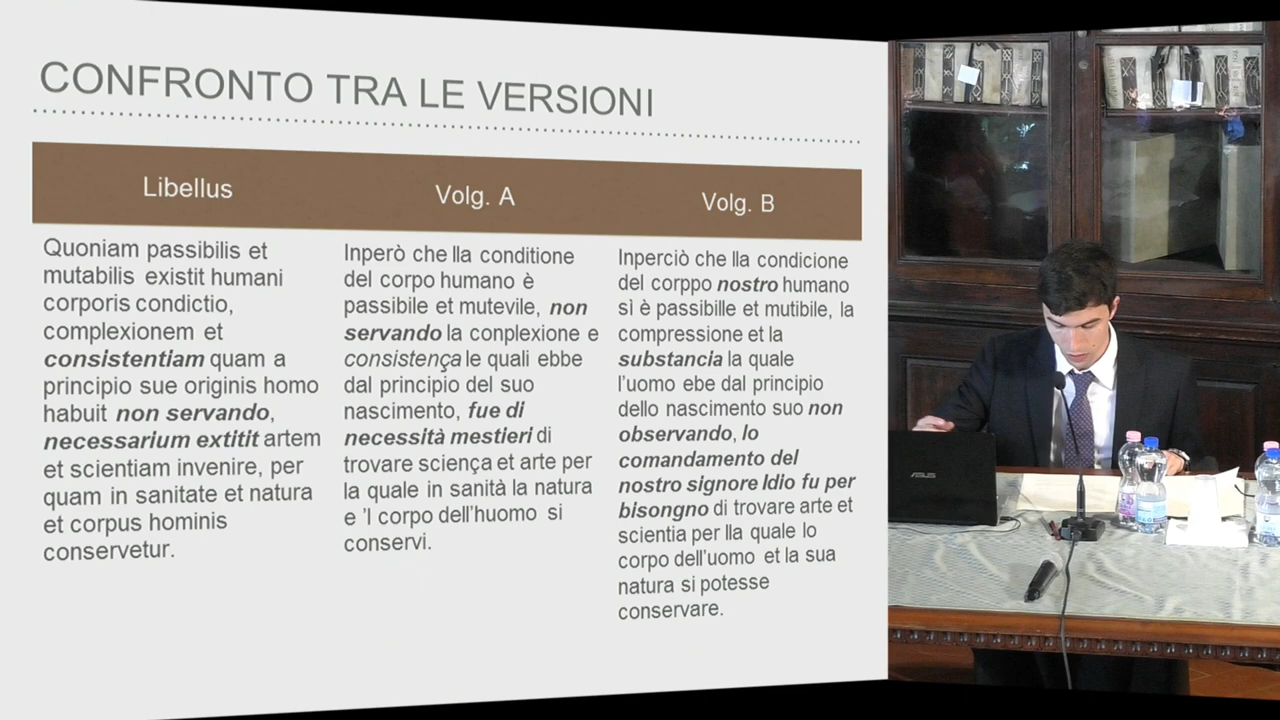 CONFRONTO TRA LE VERSIONI
Libellus
Volg. A
Volg. B
Quoniam passibilis et
mutabilis existit humani
corporis condictio,
complexionem et
consistentiam quam a
principio sue originis homo
habuit non servando,
necessarium extitit artem
et scientiam invenire, per
quam in sanitate et natura
et corpus hominis
conservetur.
Inperò che lla conditione
del corpo humano è
passibile et mutevile, non
servando la conplexione e
consistença le quali ebbe
dal principio del suo
nascimento, fue di
necessità mestieri di
trovare sciença et arte per
la quale in sanità la natura
e 'l corpo dell'huomo si
conservi.
Inperciò che lla condicione
del corppo nostro humano
sì è passibille et mutibile, la
compressione et la
substancia la quale
l'uomo ebe dal principio
dello nascimento suo non
observando, lo
comandamento del
nostro signore Idio fu per
bisongno di trovare arte et
scientia per lla quale lo
corpo dell'uomo et la sua
natura si potesse
conservare.
ASUS